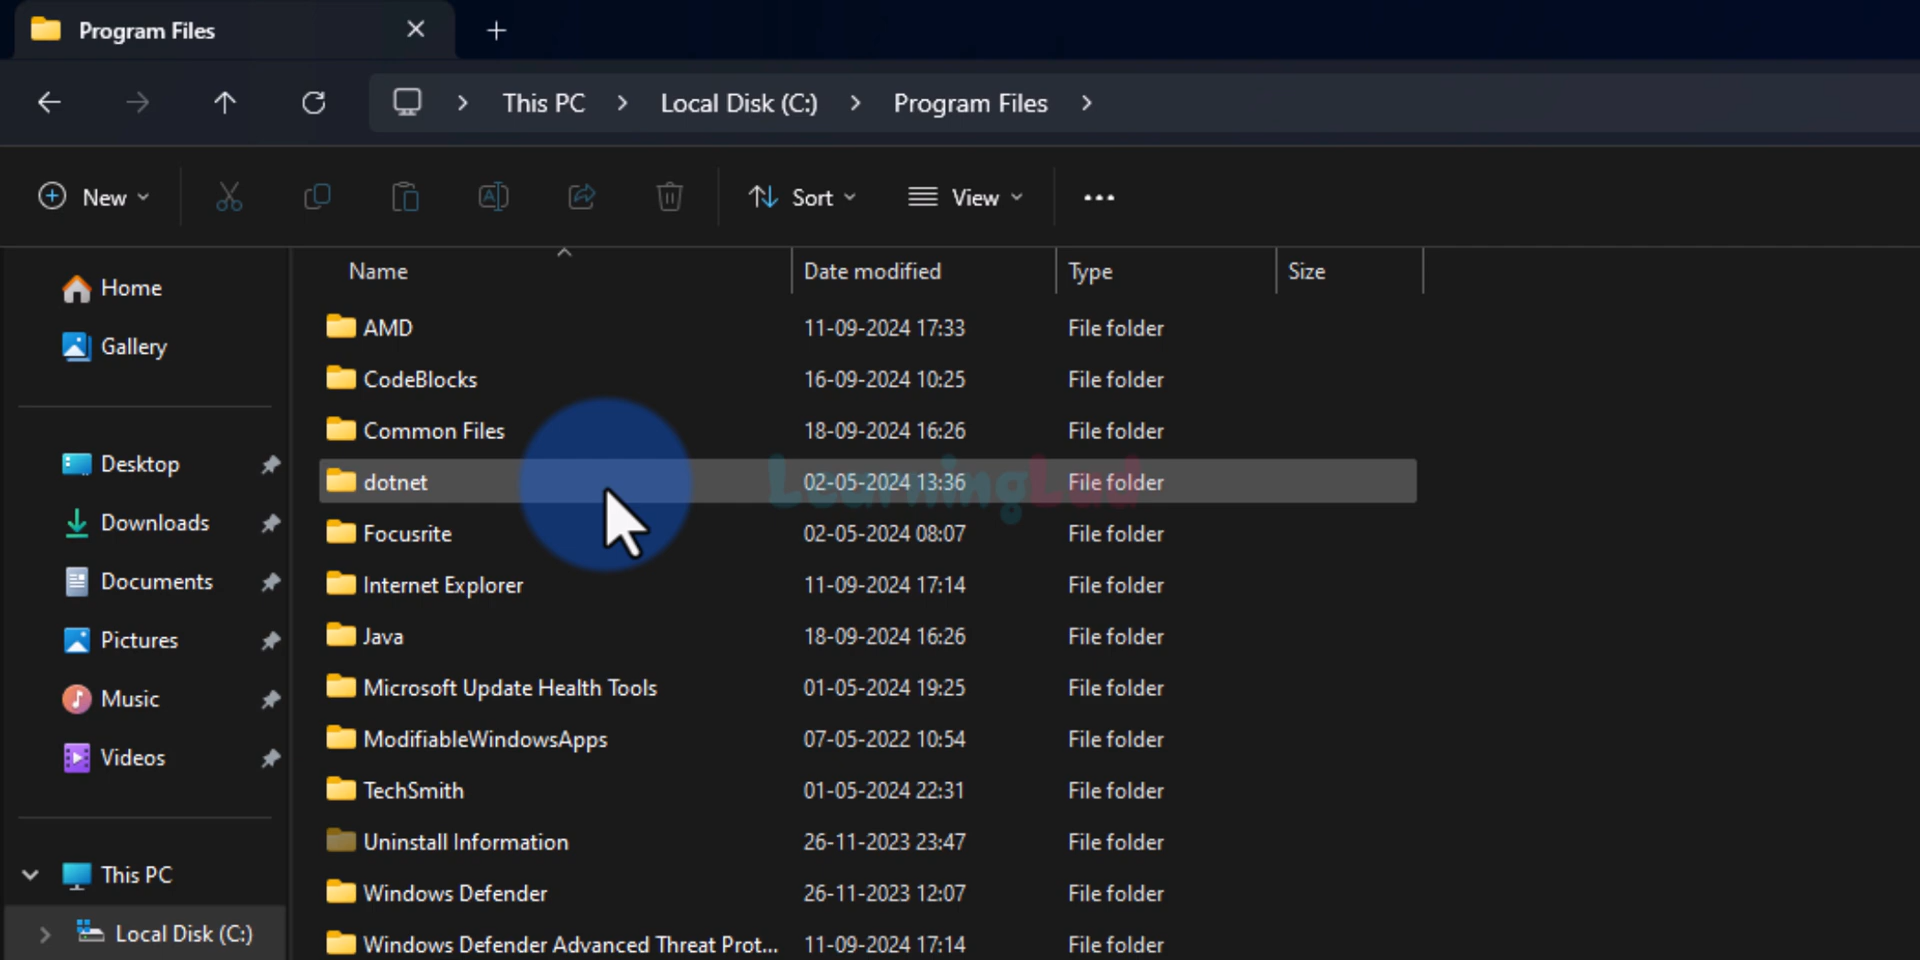 Program Files
This PC > Local Disk (C:) > Program Files >
New Sort View ...
Name Date modified Type Size
Home
Gallery
Desktop
Downloads
Documents
Pictures
Music
Videos
This PC
Local Disk (C:)
AMD 11-09-2024 17:33 File folder
CodeBlocks 16-09-2024 10:25 File folder
Common Files 18-09-2024 16:26 File folder
dotnet 02-05-2024 13:36 File folder
LearningLad
Focusrite 02-05-2024 08:07 File folder
Internet Explorer 11-09-2024 17:14 File folder
Java 18-09-2024 16:26 File folder
Microsoft Update Health Tools 01-05-2024 19:25 File folder
ModifiableWindowsApps 07-05-2022 10:54 File folder
TechSmith 01-05-2024 22:31 File folder
Uninstall Information 26-11-2023 23:47 File folder
Windows Defender 26-11-2023 12:07 File folder
Windows Defender Advanced Threat Prot... 11-09-2024 17:14 File folder